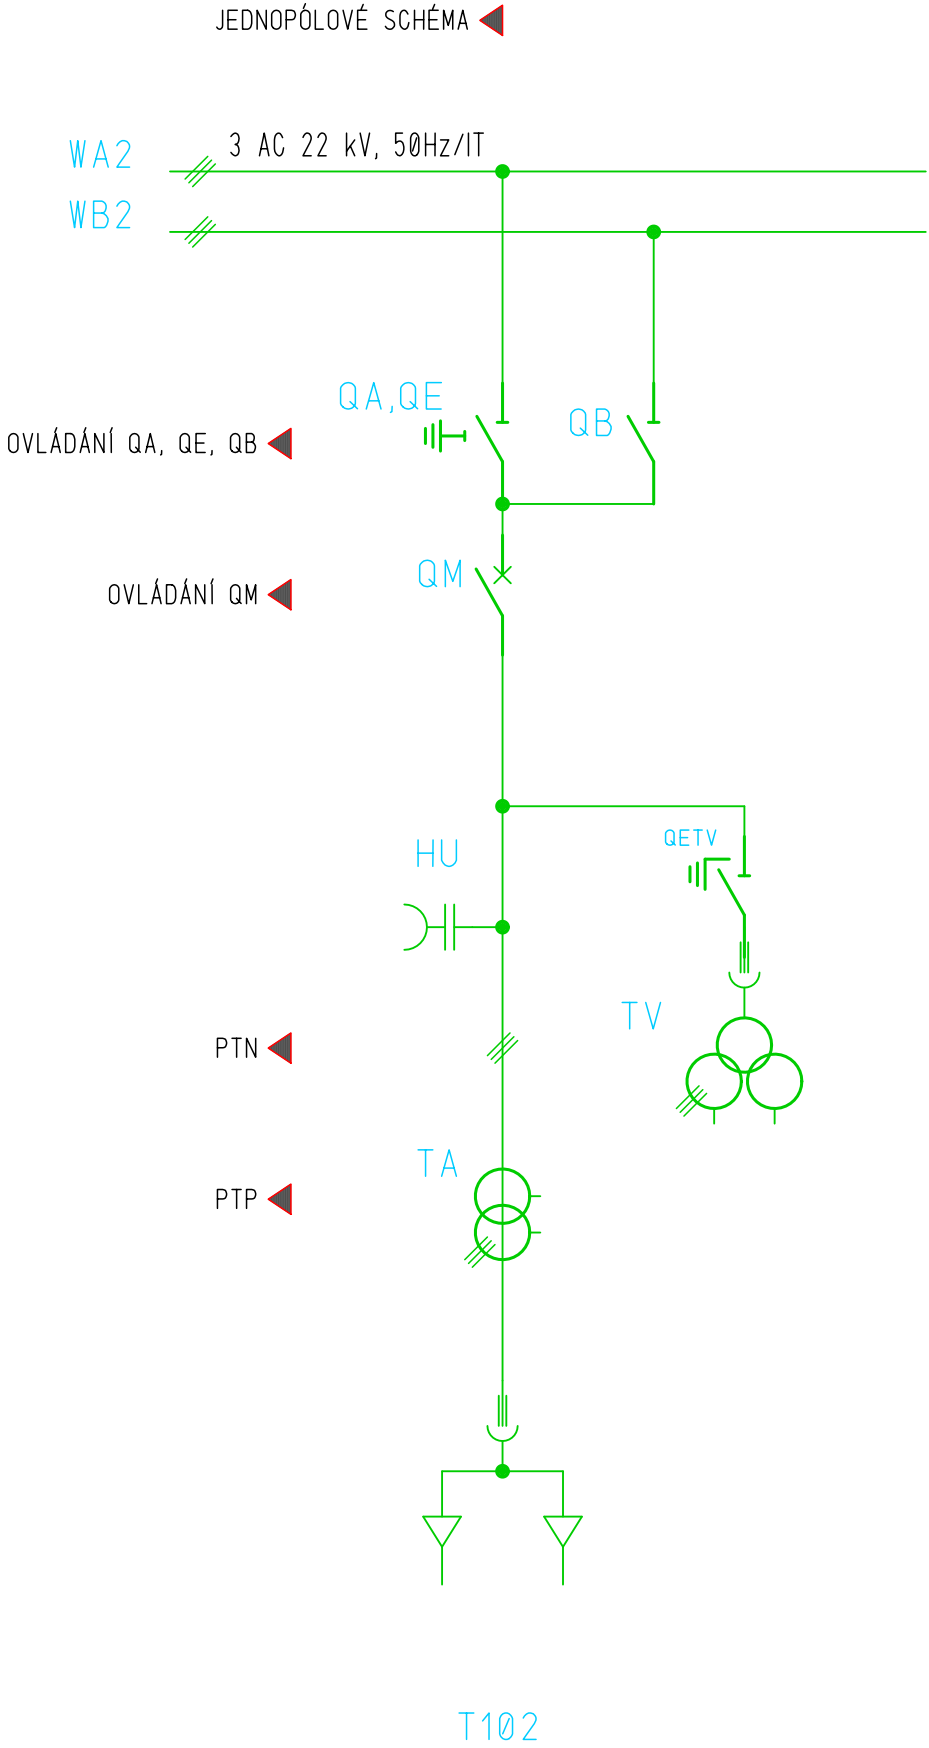 JEDNOPÓLOVÉ SCHÉMA
3 AC 22 kV, 50Hz/IT
WA2
WB2
QA,QE
QB
OVLÁDÁNÍ QA, QE, QB
QM
OVLÁDÁNÍ QM
QETV
HU
TV
PTN
TA
PTP
T102